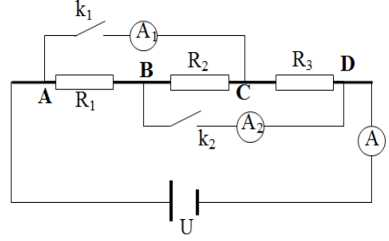 k₁
A₁
A R₁ B R₂ C R₃ D
k₂ A₂
A
U